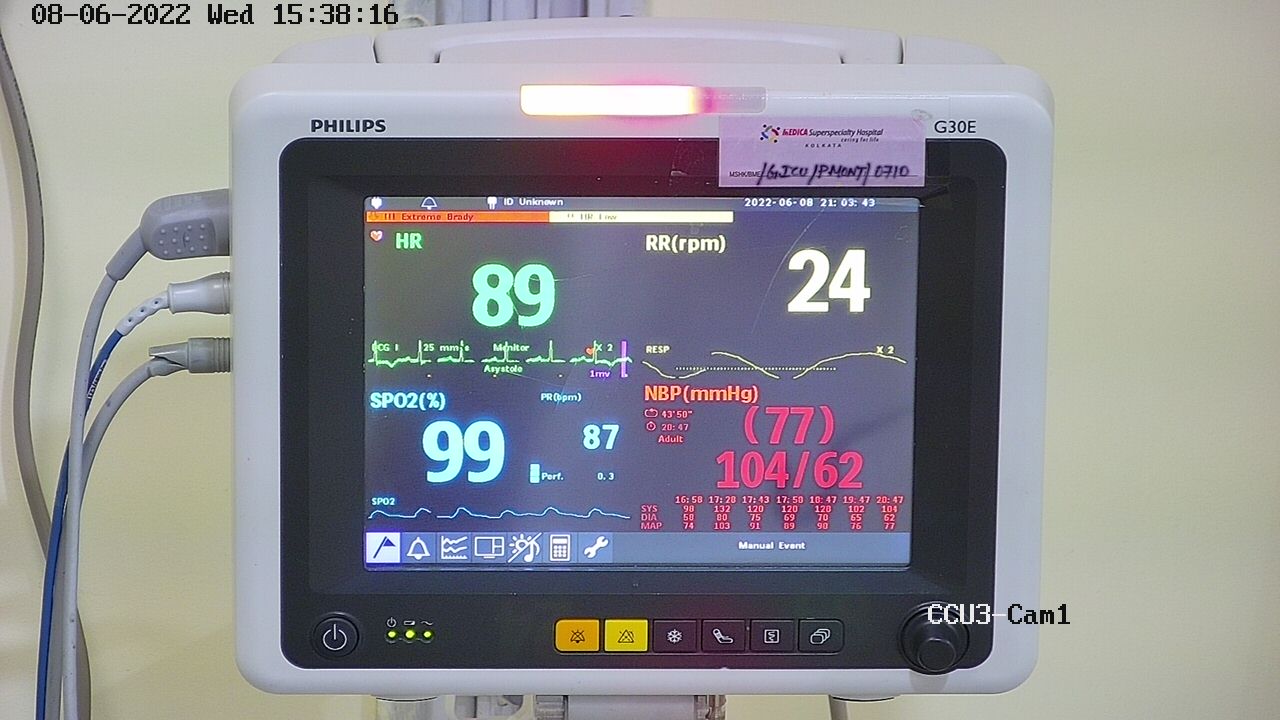 08-06-2022 Wed 15:38:16
PHILIPS
G30E
MEDICA Superspecialty Hospital
caring for life
KOLKATA
/GICU/PMONT/0710
ID Unknown
2022-06-08 21:03:43
!!! Extreme Brady
!! HR Low
HR
89
RR(rpm)
24
ECG I 25 mm/s Monitor X 2
Asystole
1mv
RESP X 2
SPO2(%)
PR(bpm)
99
87
Perf. 0.3
SPO2
NBP(mmHg)
43'50"
20:47
Adult
(77)
104/62
16:58 17:28 17:43 17:58 18:47 19:47 20:47
SYS 98 132 120 120 128 102 104
DIA 58 80 75 69 70 65 62
MAP 74 103 91 89 90 76 77
Manual Event
CCU3-Cam1